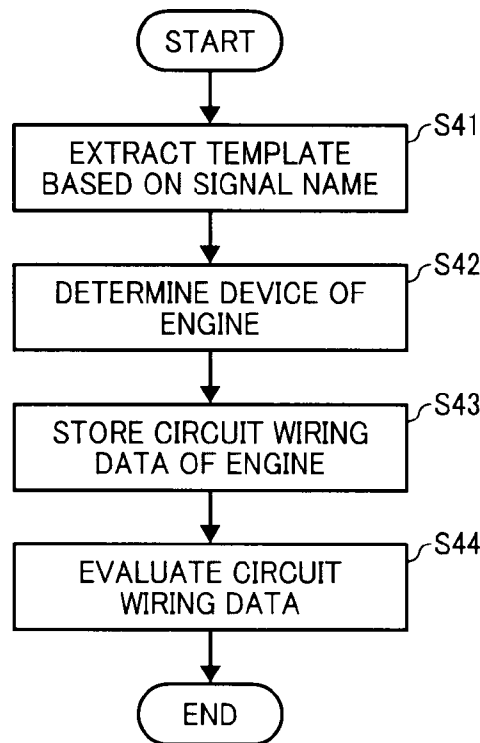 START
S41
EXTRACT TEMPLATE
BASED ON SIGNAL NAME
S42
DETERMINE DEVICE OF
ENGINE
S43
STORE CIRCUIT WIRING
DATA OF ENGINE
S44
EVALUATE CIRCUIT
WIRING DATA
END